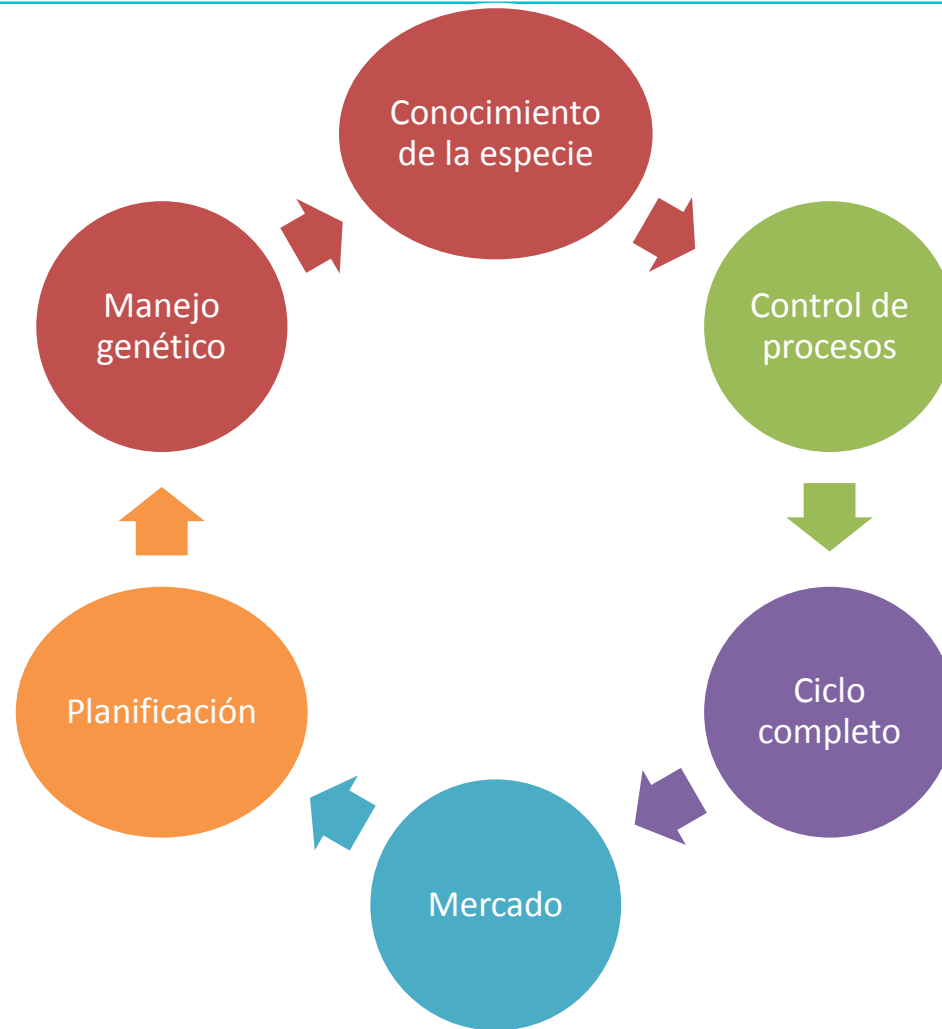 Conocimiento
de la especie
Control de
procesos
Ciclo
completo
Mercado
Planificación
Manejo
genético